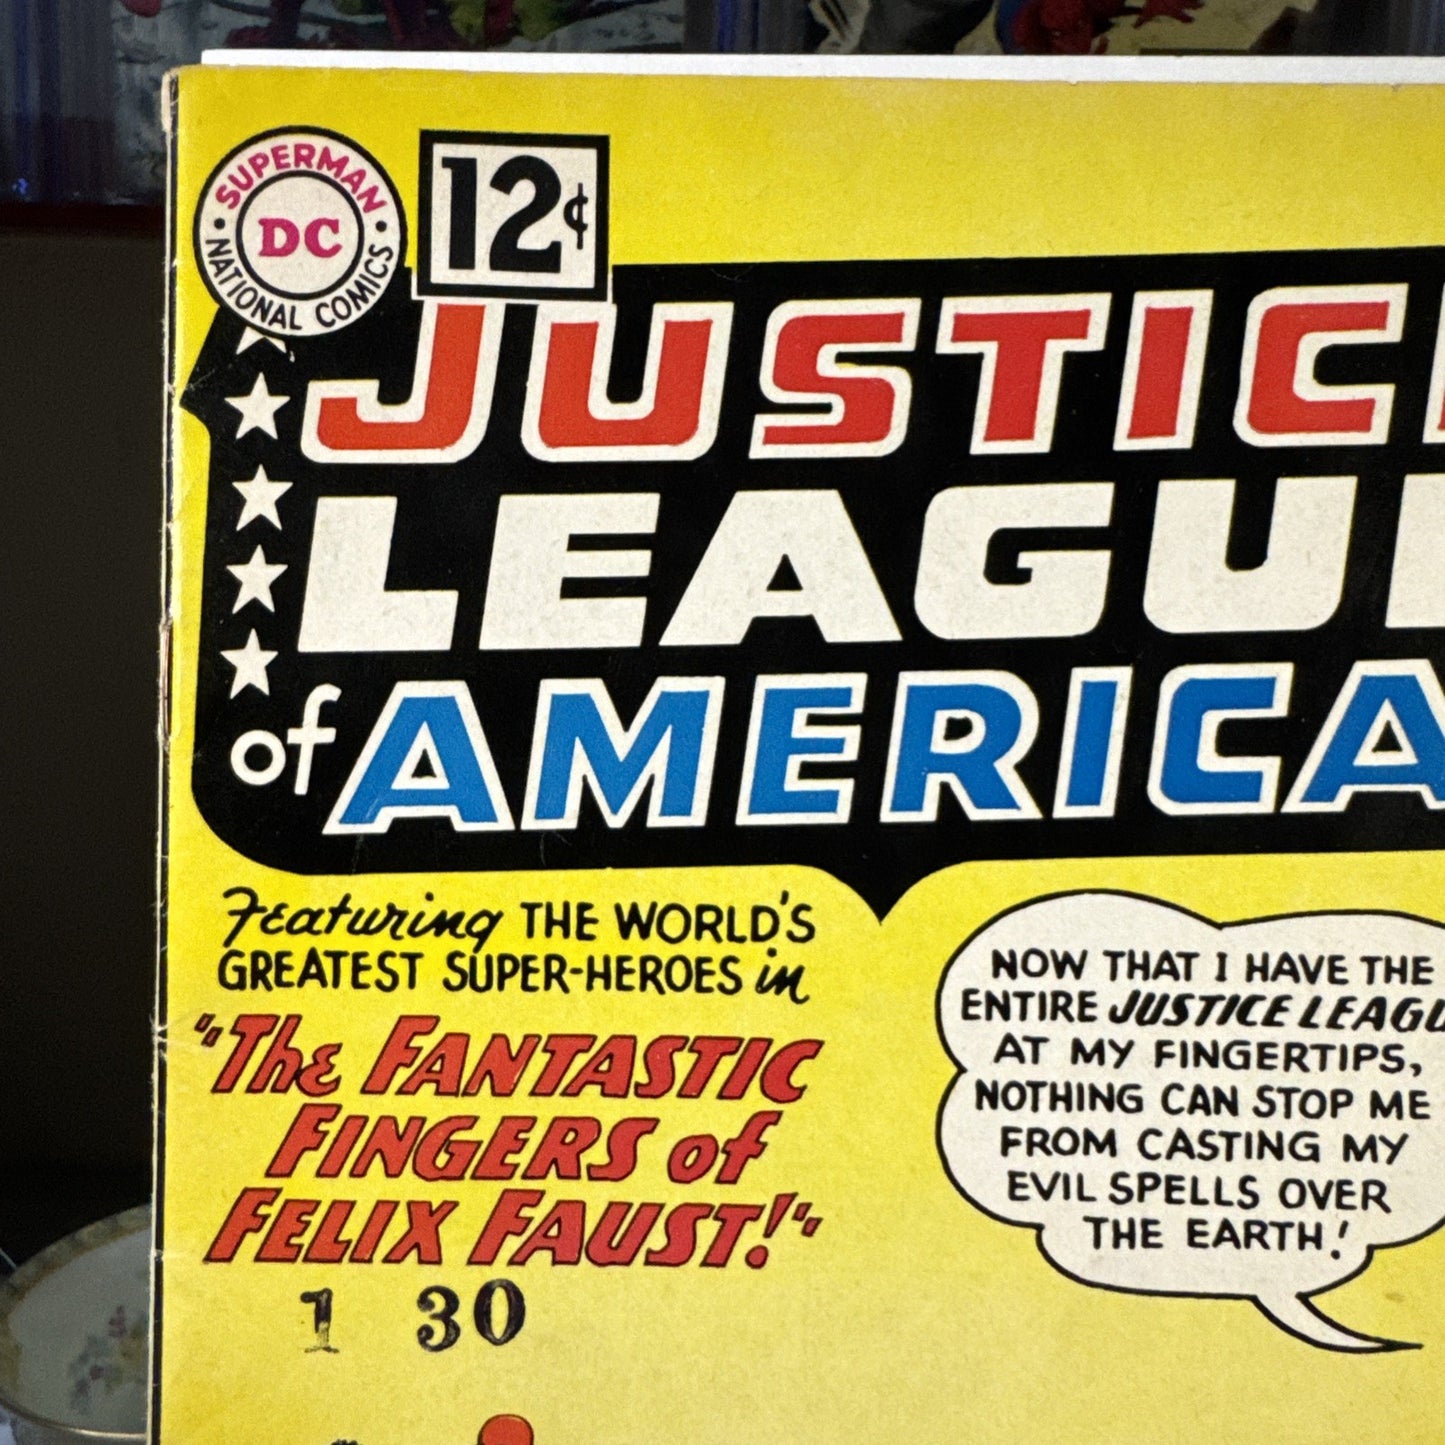 SUPERMAN
DC
NATIONAL COMICS
12¢
JUSTIC
LEAGU
of AMERICA
Featuring THE WORLD'S
GREATEST SUPER-HEROES in
"The FANTASTIC
FINGERS of
FELIX FAUST!"
1 30
NOW THAT I HAVE THE
ENTIRE JUSTICE LEAGU
AT MY FINGERTIPS,
NOTHING CAN STOP ME
FROM CASTING MY
EVIL SPELLS OVER
THE EARTH!